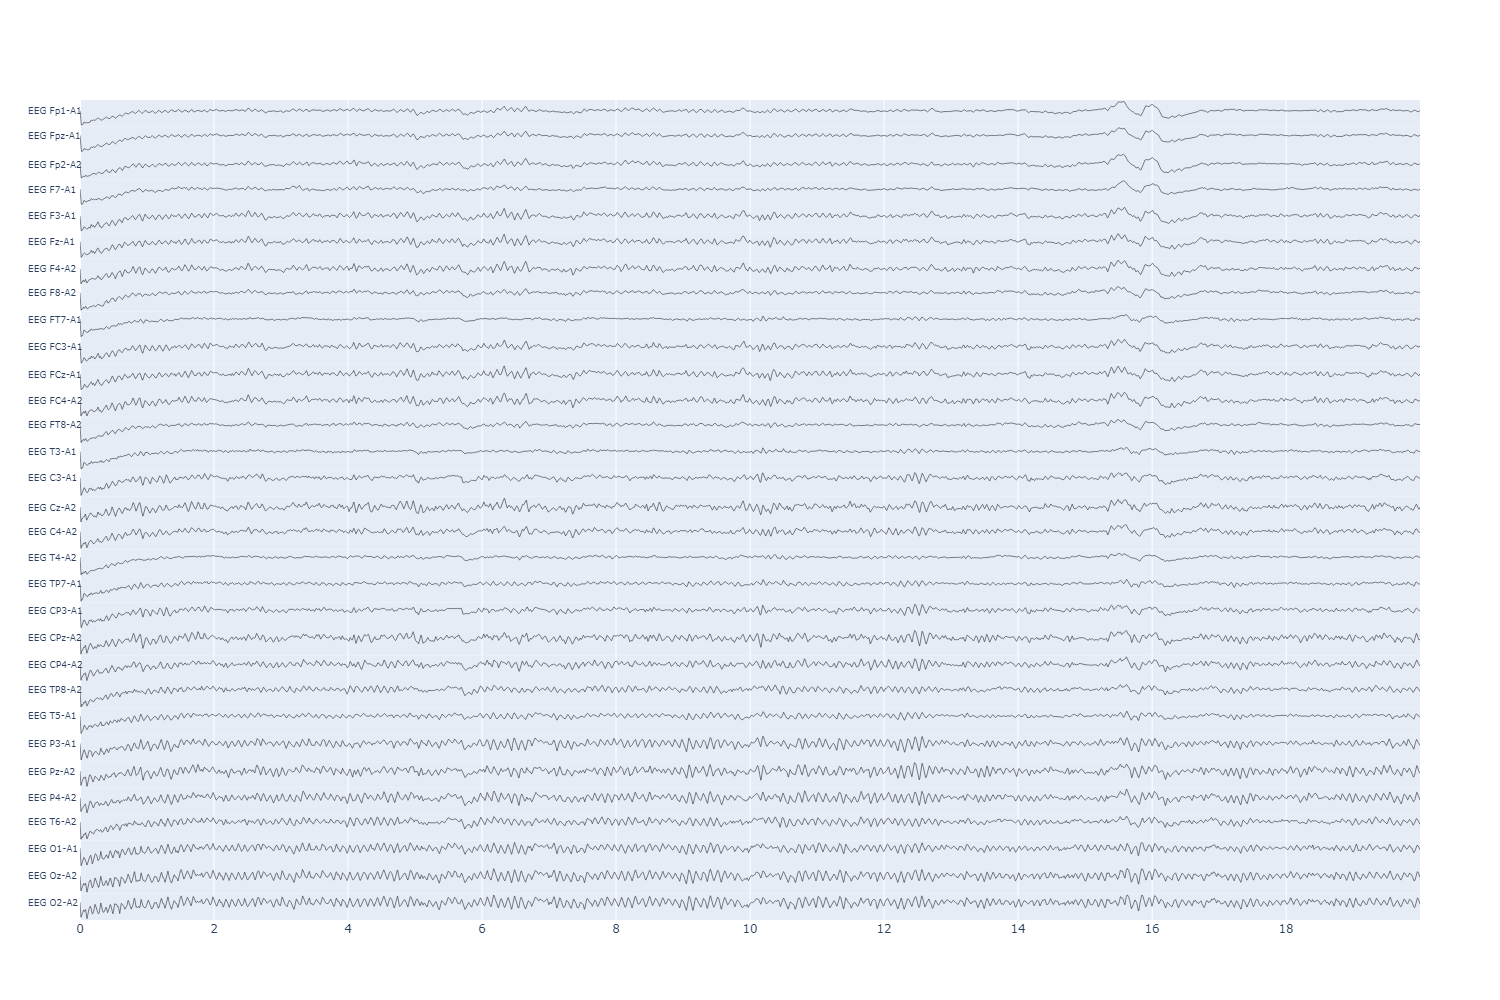 EEG Fp1-A1
EEG Fpz-A1
EEG Fp2-A2
EEG F7-A1
EEG F3-A1
EEG Fz-A1
EEG F4-A2
EEG F8-A2
EEG FT7-A1
EEG FC3-A1
EEG FCz-A1
EEG FC4-A2
EEG FT8-A2
EEG T3-A1
EEG C3-A1
EEG Cz-A2
EEG C4-A2
EEG T4-A2
EEG TP7-A1
EEG CP3-A1
EEG CPz-A2
EEG CP4-A2
EEG TP8-A2
EEG T5-A1
EEG P3-A1
EEG Pz-A2
EEG P4-A2
EEG T6-A2
EEG O1-A1
EEG Oz-A2
EEG O2-A2
0 2 4 6 8 10 12 14 16 18